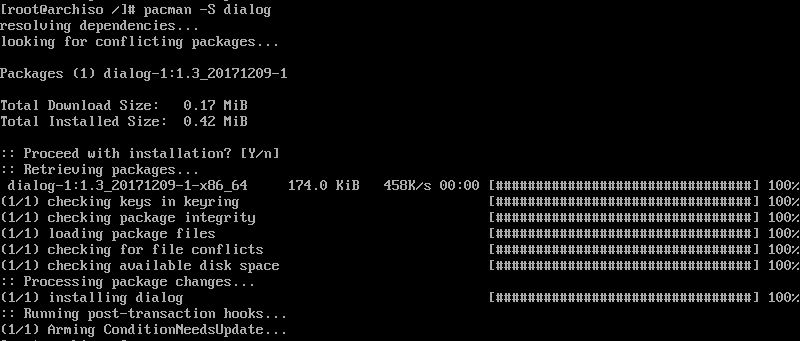 [root@archiso /]# pacman -S dialog
resolving dependencies...
looking for conflicting packages...
Packages (1) dialog-1:1.3_20171209-1
Total Download Size:   0.17 MiB
Total Installed Size:  0.42 MiB
:: Proceed with installation? [Y/n]
:: Retrieving packages...
 dialog-1:1.3_20171209-1-x86_64     174.0 KiB   458K/s 00:00 [#################################] 100%
(1/1) checking keys in keyring                               [#################################] 100%
(1/1) checking package integrity                             [#################################] 100%
(1/1) loading package files                                  [#################################] 100%
(1/1) checking for file conflicts                            [#################################] 100%
(1/1) checking available disk space                          [#################################] 100%
:: Processing package changes...
(1/1) installing dialog                                      [#################################] 100%
:: Running post-transaction hooks...
(1/1) Arming ConditionNeedsUpdate...